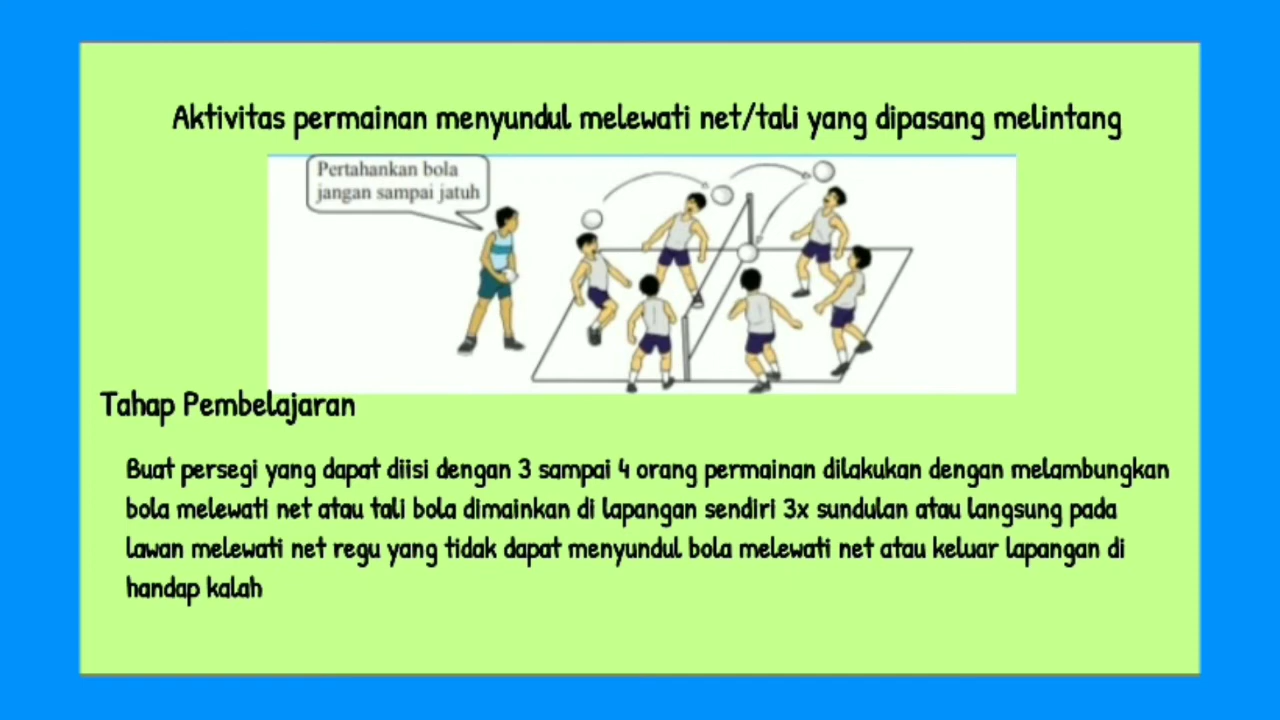 Aktivitas permainan menyundul melewati net/tali yang dipasang melintang
Pertahankan bola
jangan sampai jatuh
Tahap Pembelajaran
Buat persegi yang dapat diisi dengan 3 sampai 4 orang permainan dilakukan dengan melambungkan
bola melewati net atau tali bola dimainkan di lapangan sendiri 3x sundulan atau langsung pada
lawan melewati net regu yang tidak dapat menyundul bola melewati net atau keluar lapangan di
handap kalah